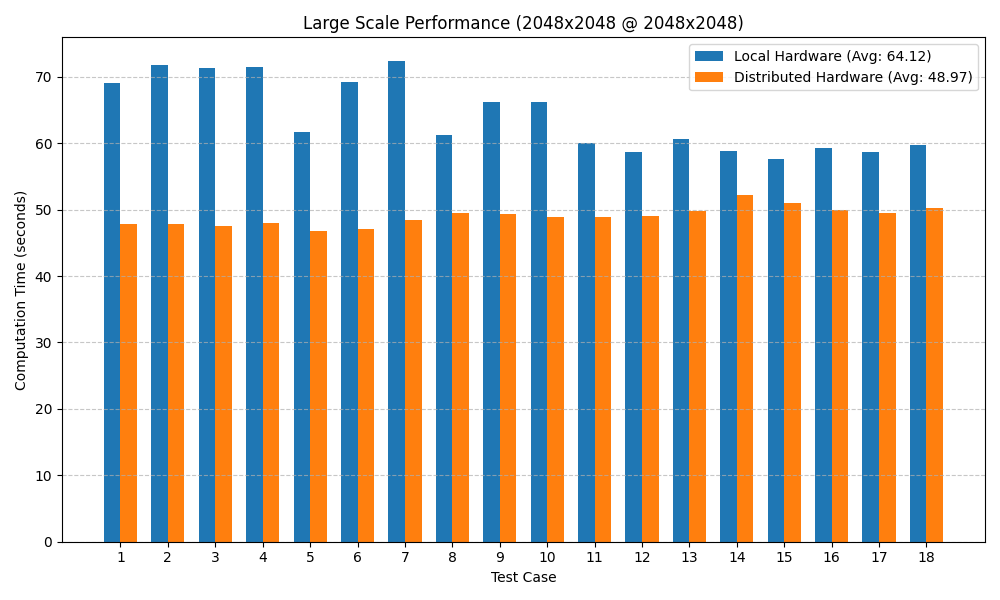 Large Scale Performance (2048x2048 @ 2048x2048)
Local Hardware (Avg: 64.12)
Distributed Hardware (Avg: 48.97)
Computation Time (seconds)
70
60
50
40
30
20
10
0
1 2 3 4 5 6 7 8 9 10 11 12 13 14 15 16 17 18
Test Case